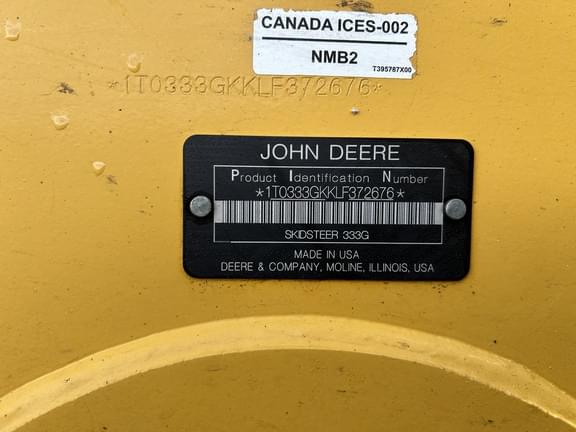 CANADA ICES-002
NMB2
T395787X00
*1T0333GKKLF372676*
JOHN DEERE
Product Identification Number
*1T0333GKKLF372676*
SKIDSTEER 333G
MADE IN USA
DEERE & COMPANY, MOLINE, ILLINOIS, USA